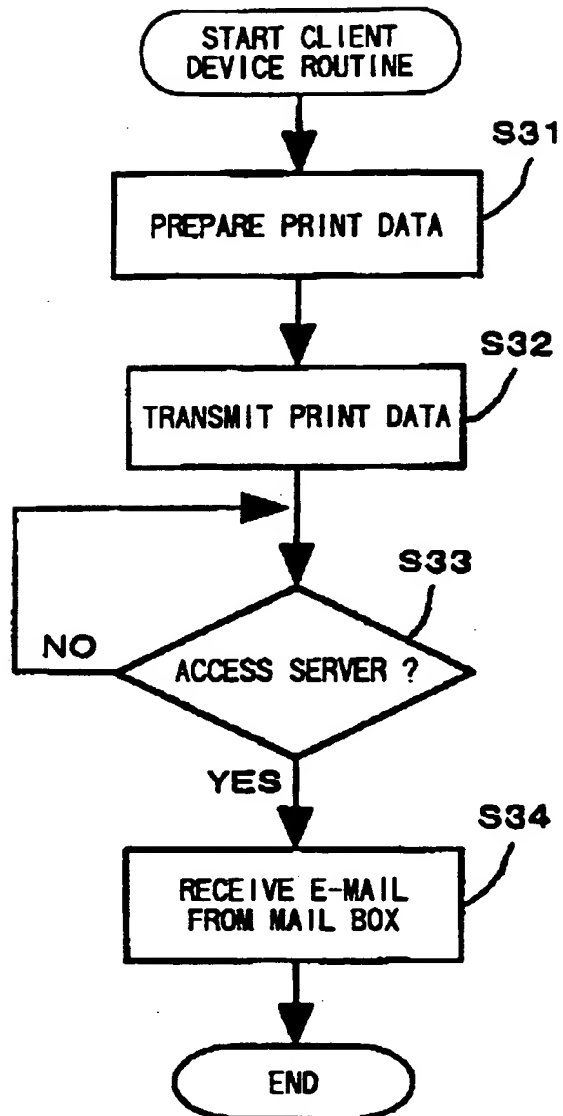 START CLIENT
DEVICE ROUTINE
S31
PREPARE PRINT DATA
S32
TRANSMIT PRINT DATA
S33
ACCESS SERVER ?
NO
YES
S34
RECEIVE E-MAIL
FROM MAIL BOX
END